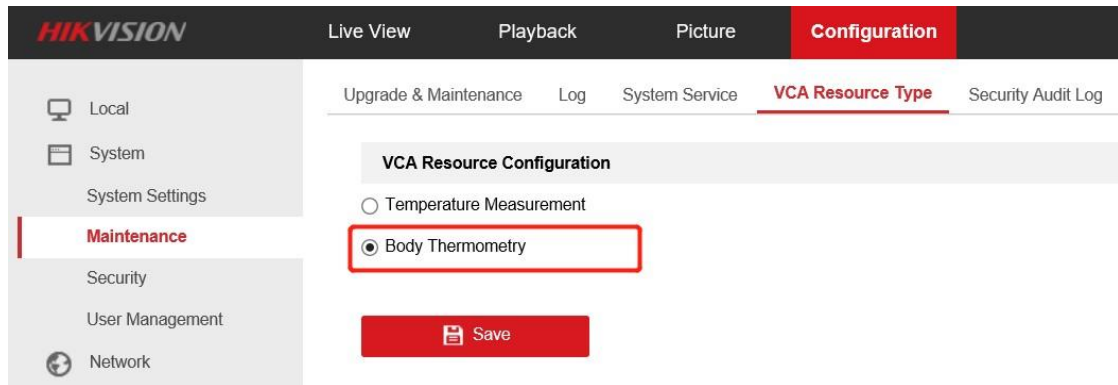 HIKVISION Live View Playback Picture Configuration
Local
System
System Settings
Maintenance
Security
User Management
Network
Upgrade & Maintenance Log System Service VCA Resource Type Security Audit Log
VCA Resource Configuration
Temperature Measurement
Body Thermometry
Save